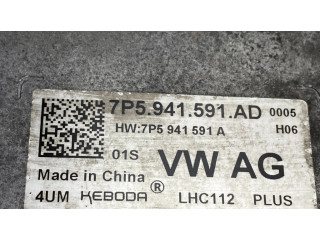 7P5.941.591.AD 0005
HW:7P5 941 591 A H06
01S VW AG
Made in China
4UM KEBODA® LHC112 PLUS